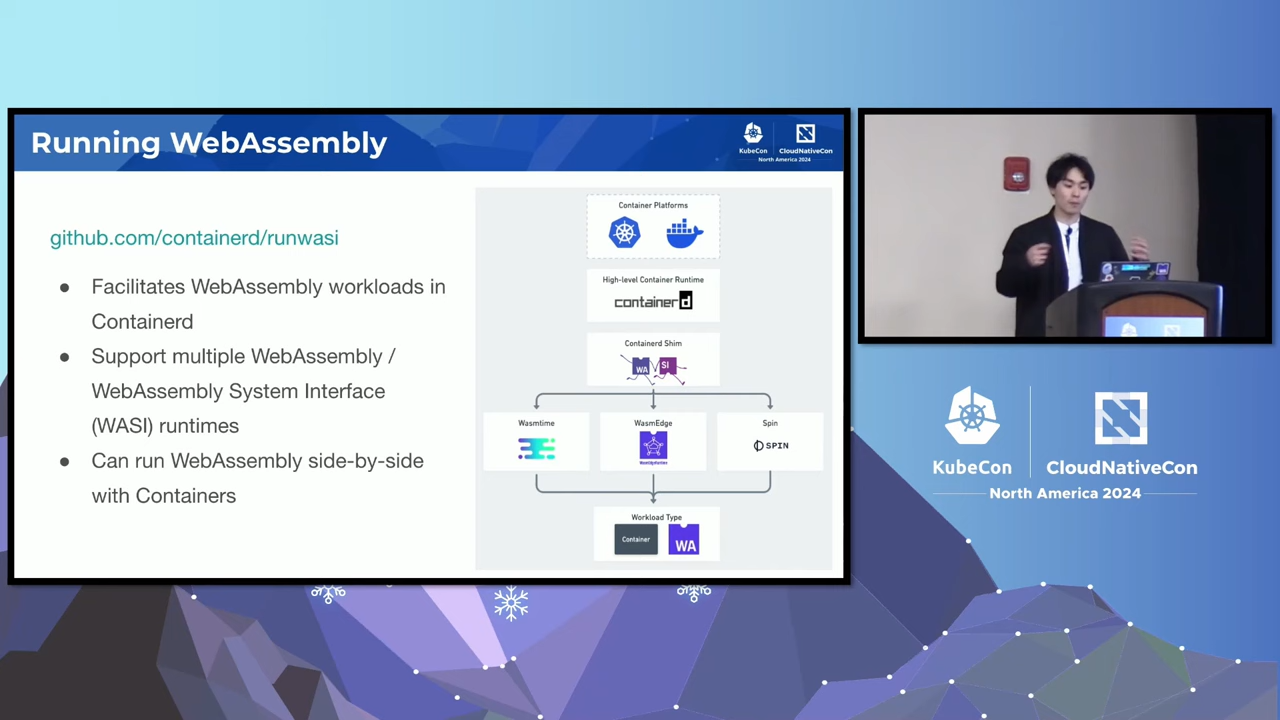 Running WebAssembly
KubeCon
CloudNativeCon
North America 2024
github.com/containerd/runwasi
● Facilitates WebAssembly workloads in
Containerd
● Support multiple WebAssembly /
WebAssembly System Interface
(WASI) runtimes
● Can run WebAssembly side-by-side
with Containers
Container Platforms
High-level Container Runtime
containerd
Containerd Shim
WA
SI
Wasmtime
WasmEdge
Spin
SPIN
Workload Type
Container
WA
KubeCon
CloudNativeCon
North America 2024